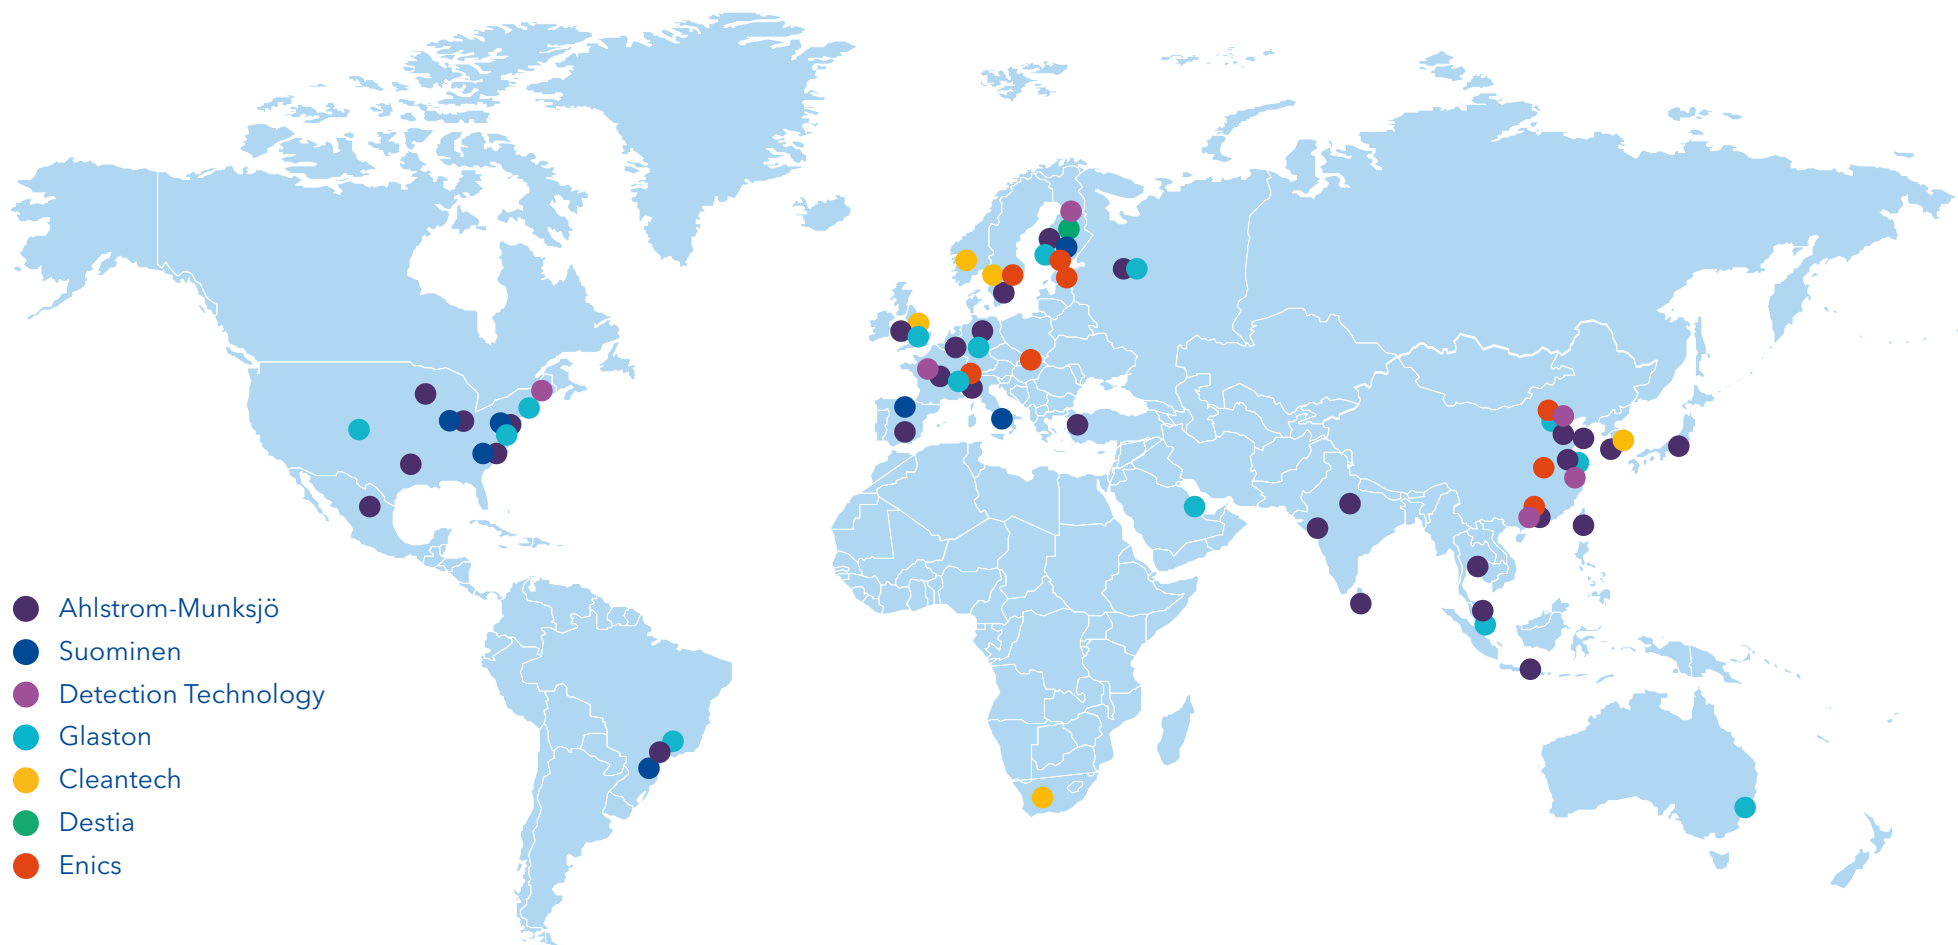 Ahlstrom-Munksjö
Suominen
Detection Technology
Glaston
Cleantech
Destia
Enics